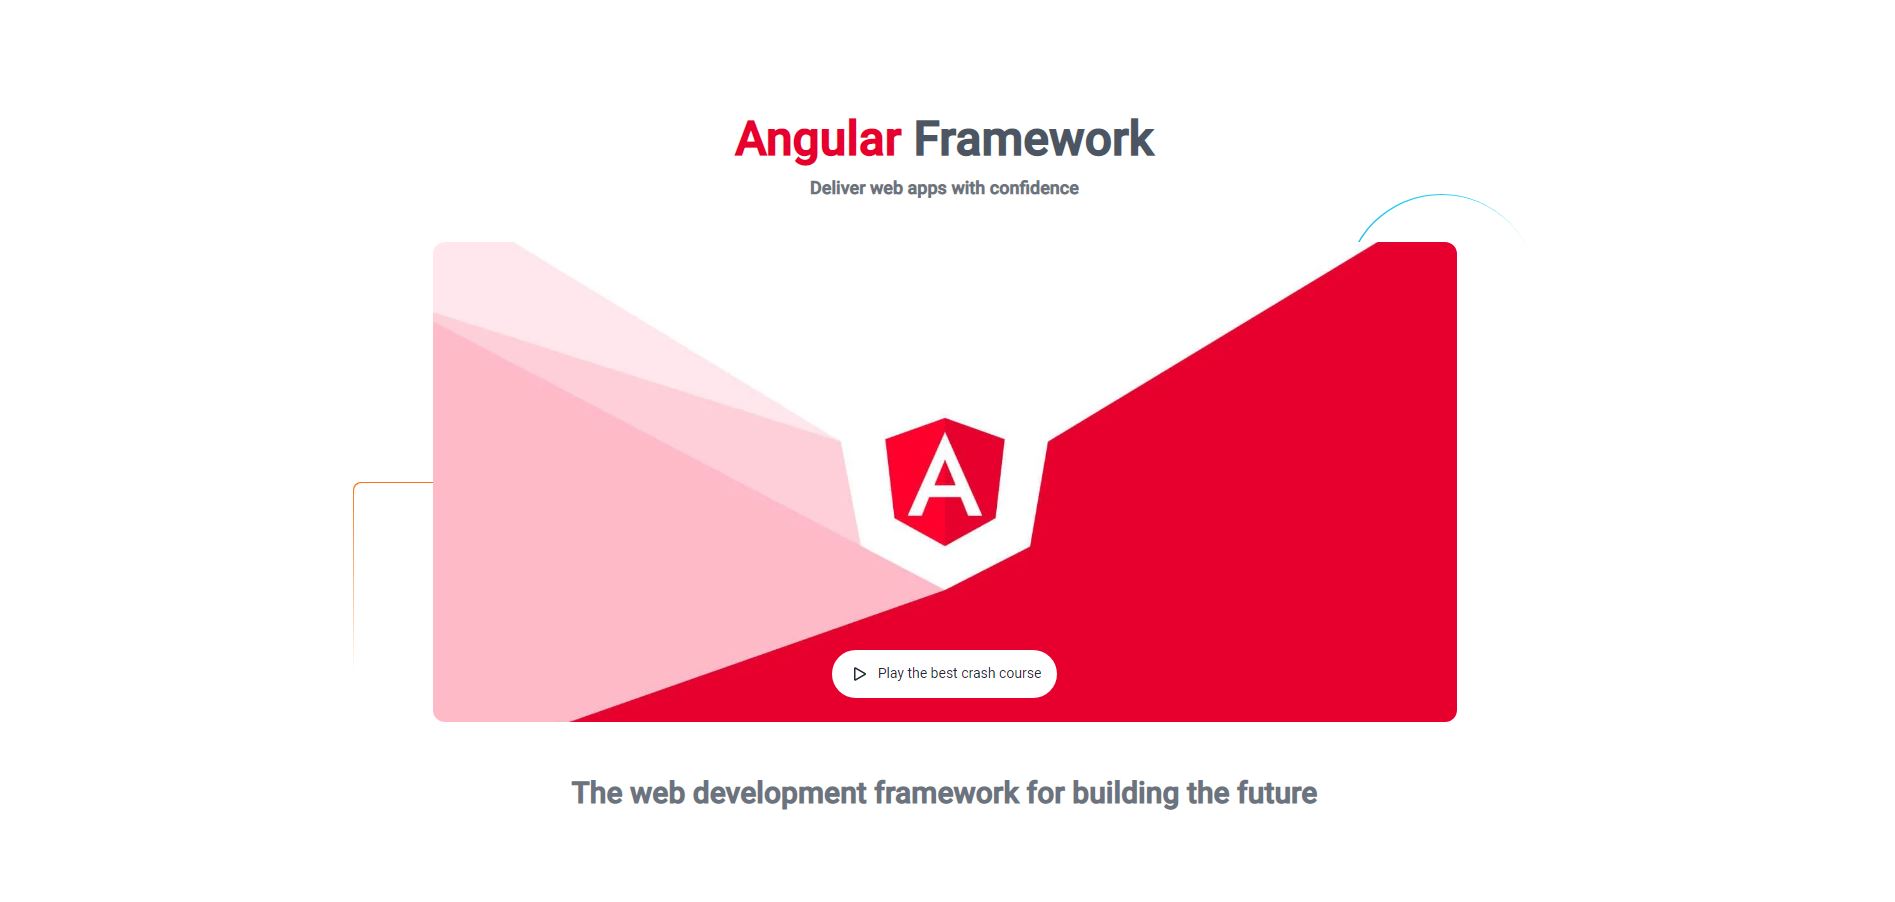 Angular Framework
Deliver web apps with confidence
A
Play the best crash course
The web development framework for building the future